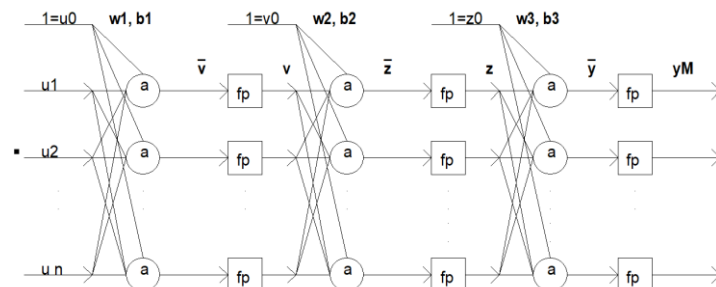 1=u0 w1, b1 1=v0 w2, b2 1=z0 w3, b3
v̅ v z̅ z y̅ yM
u1 a fp a fp a fp
u2 a fp a fp a fp
u n a fp a fp a fp